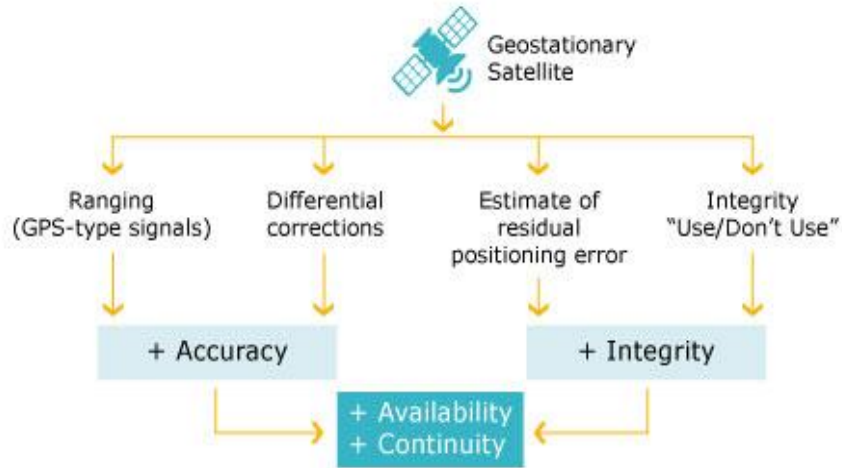 Geostationary
Satellite
Ranging
(GPS-type signals)
Differential
corrections
Estimate of
residual
positioning error
Integrity
“Use/Don’t Use”
+ Accuracy
+ Integrity
+ Availability
+ Continuity